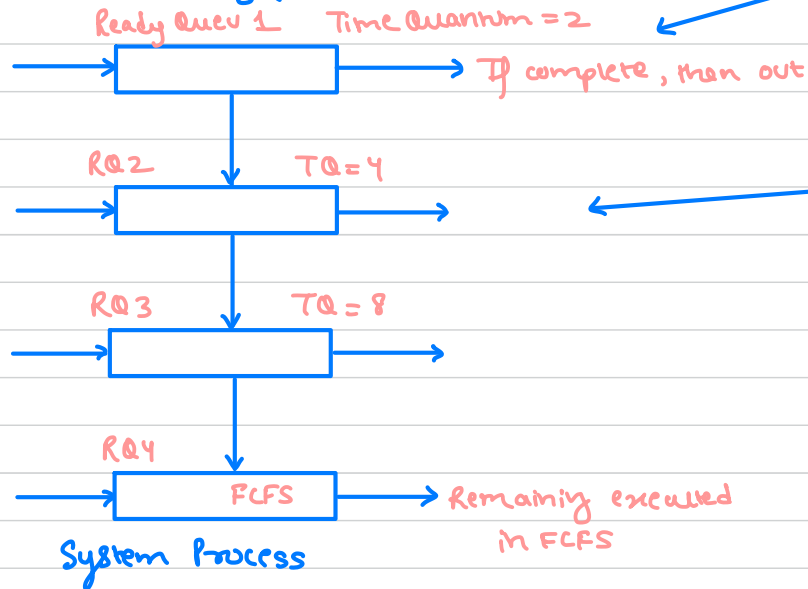 Ready Queu 1 Time Quantum = 2
If complete, then out
RQ2 TQ = 4
RQ3 TQ = 8
RQ4
FCFS
Remaining executed
in FCFS
System Process